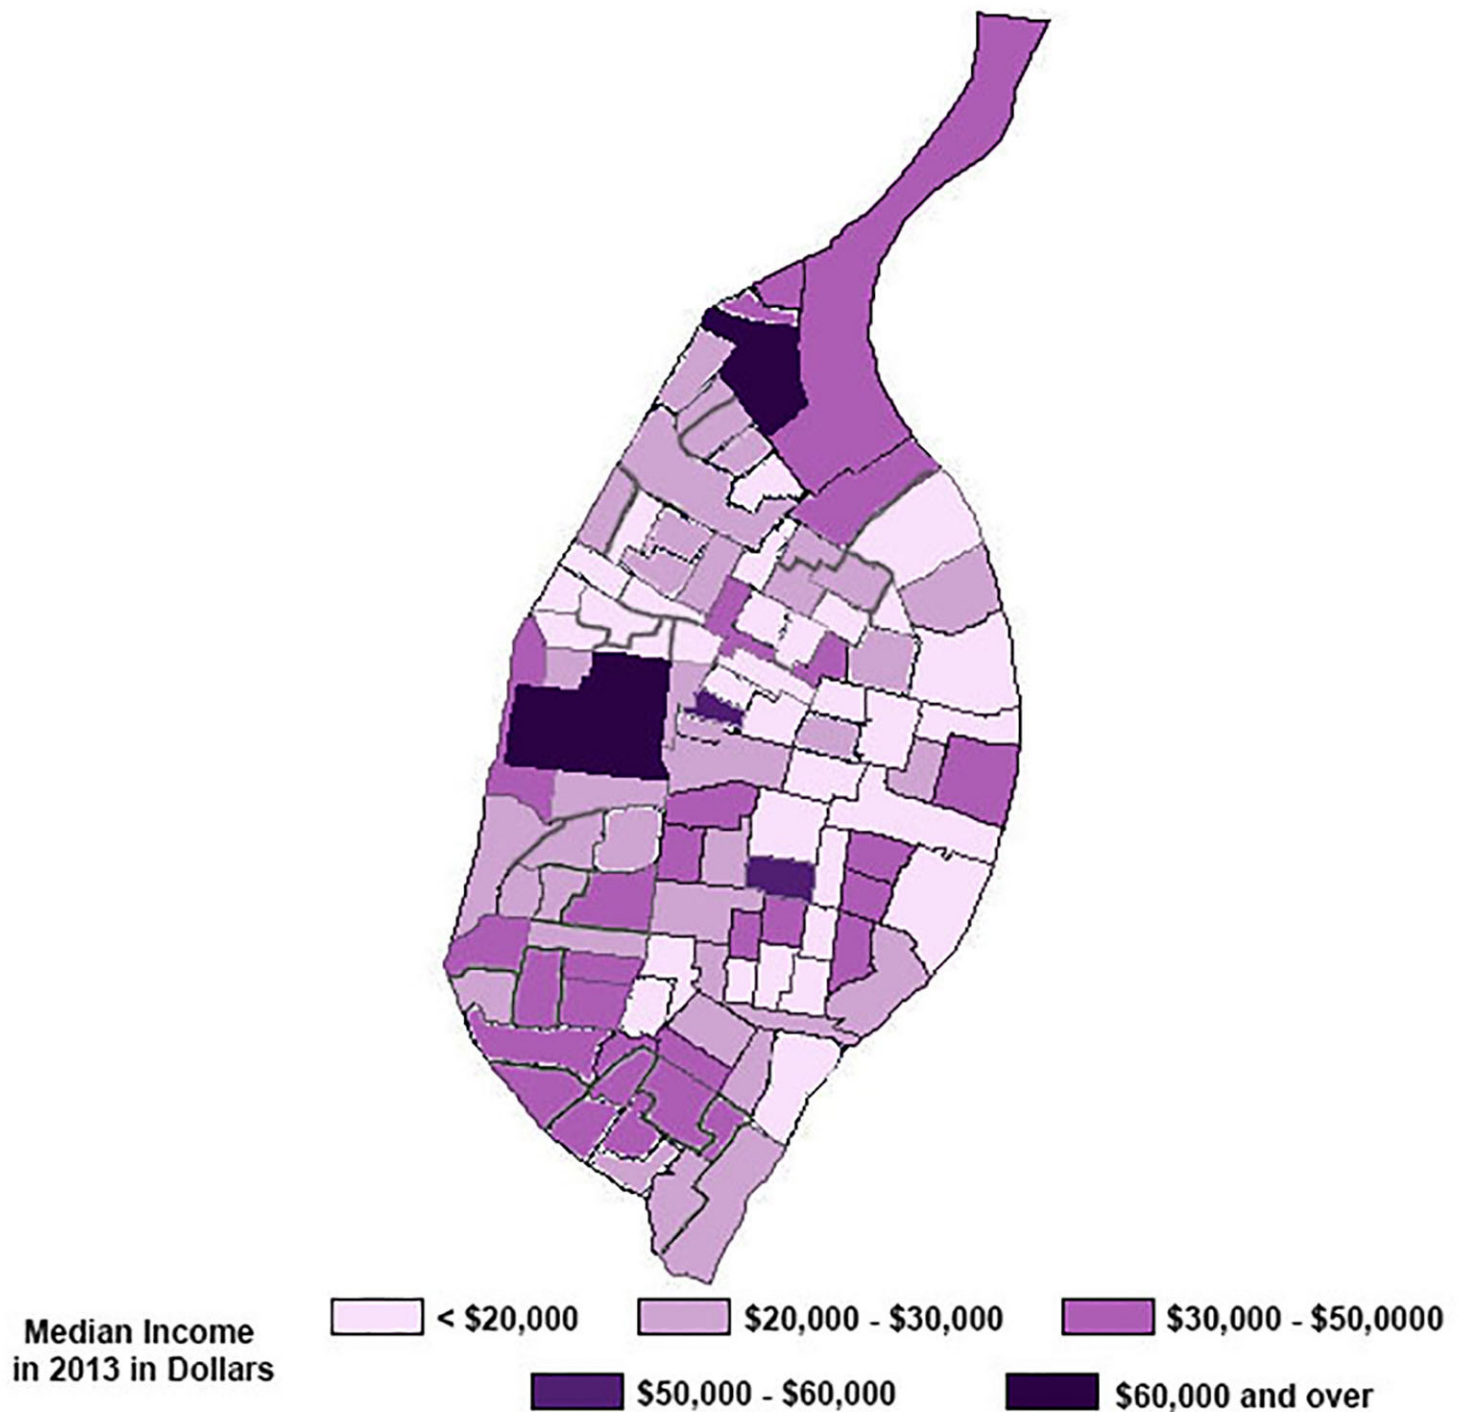 Median Income
in 2013 in Dollars
< $20,000
$20,000 - $30,000
$30,000 - $50,0000
$50,000 - $60,000
$60,000 and over